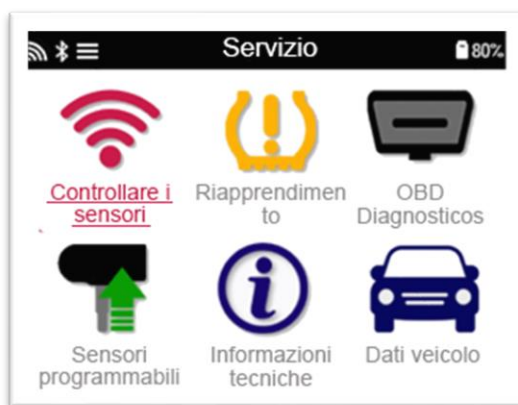 Servizio
80%
Controllare i
sensori
Riapprendimen
to
OBD
Diagnosticos
Sensori
programmabili
Informazioni
tecniche
Dati veicolo